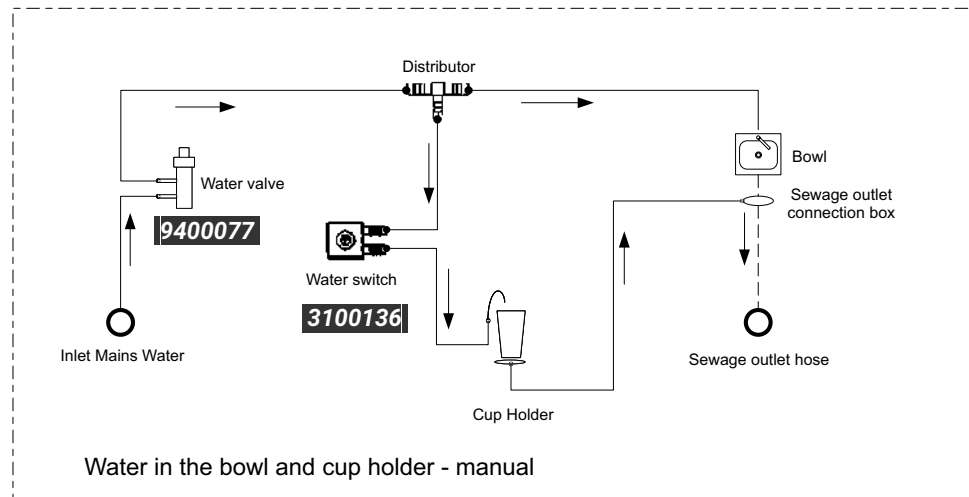 Distributor
Bowl
Water valve
Sewage outlet
connection box
9400077
Water switch
3100136
Inlet Mains Water
Sewage outlet hose
Cup Holder
Water in the bowl and cup holder - manual